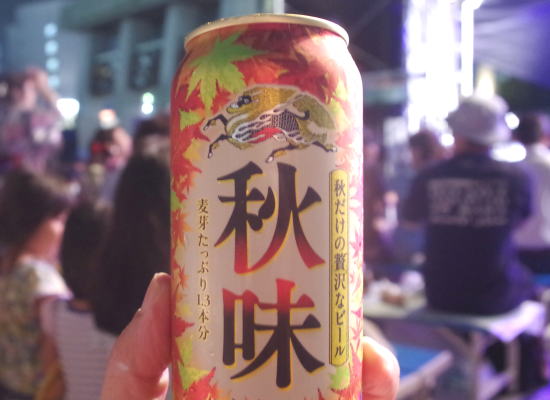 秋味
秋だけの贅沢なビール
麦芽たっぷり1.3本分